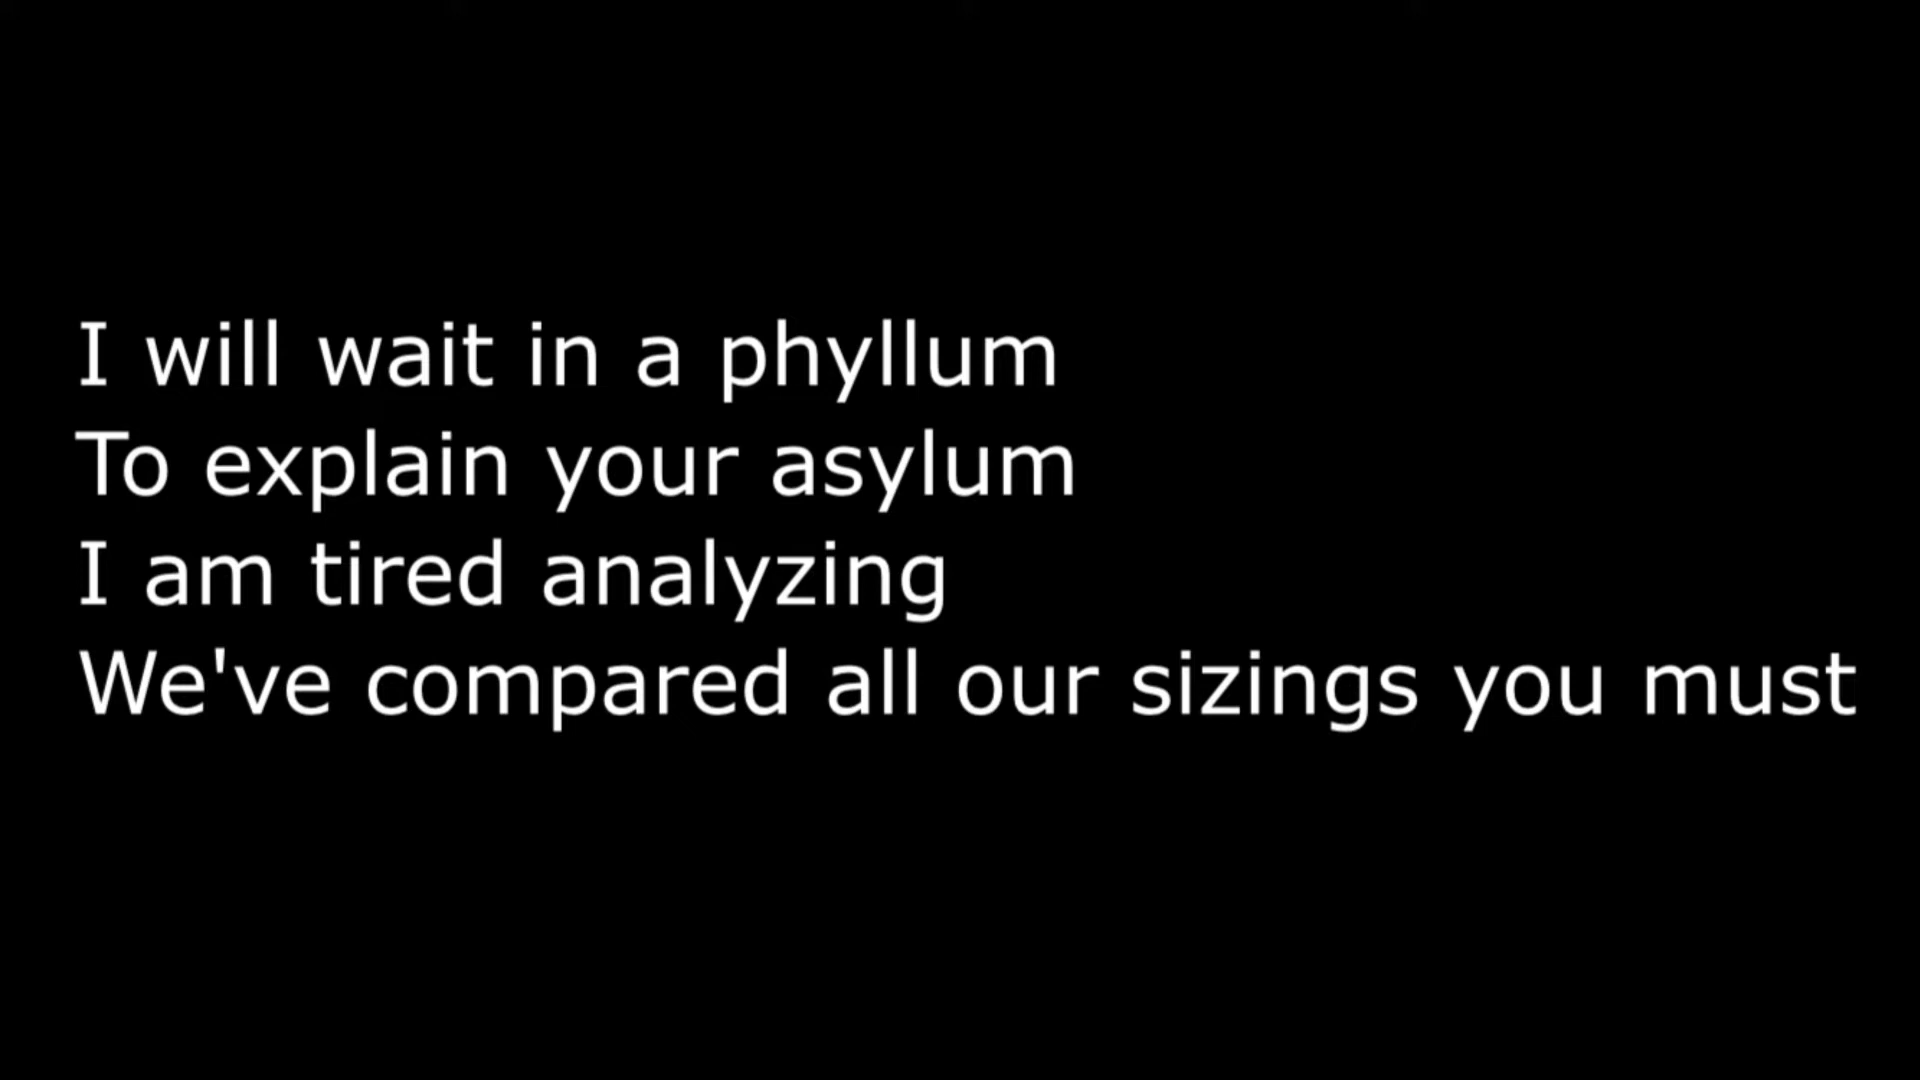 I will wait in a phyllum
To explain your asylum
I am tired analyzing
We've compared all our sizings you must